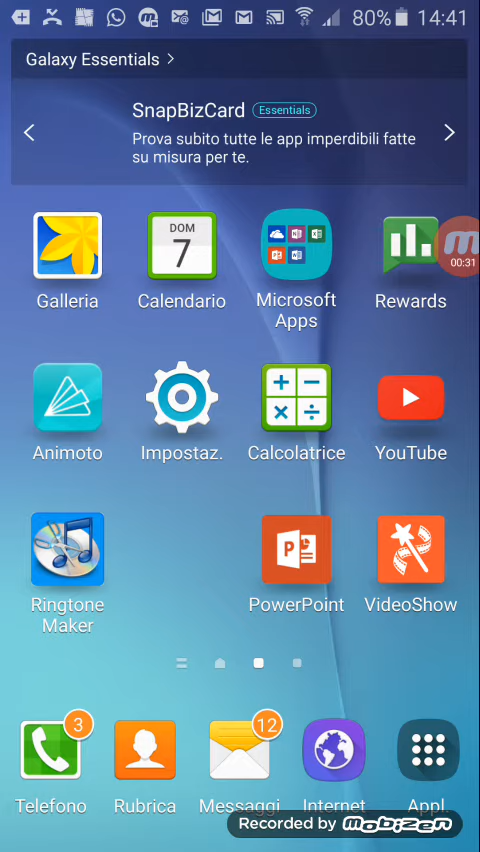 80% 14:41
Galaxy Essentials >
SnapBizCard Essentials
Prova subito tutte le app imperdibili fatte
su misura per te.
DOM
7
00:31
Galleria Calendario Microsoft Apps Rewards
Animoto Impostaz. Calcolatrice YouTube
Ringtone Maker PowerPoint VideoShow
3 12
Telefono Rubrica Messaggi Internet Appl.
Recorded by mobizen